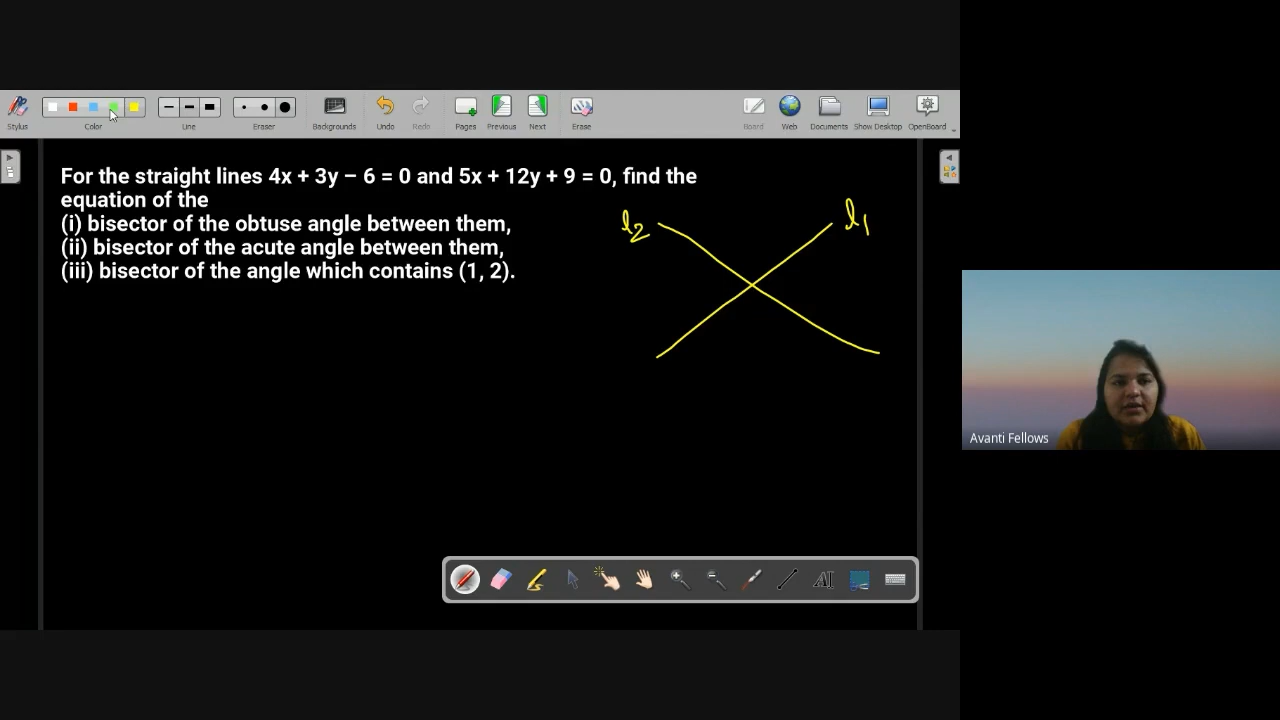 Stylus
Color
Line
Eraser
Backgrounds
Undo
Redo
Pages
Previous
Next
Erase
Board
Web
Documents
Show Desktop
OpenBoard
For the straight lines 4x + 3y − 6 = 0 and 5x + 12y + 9 = 0, find the
equation of the
(i) bisector of the obtuse angle between them,
(ii) bisector of the acute angle between them,
(iii) bisector of the angle which contains (1, 2).
l2
l1
Avanti Fellows
AI